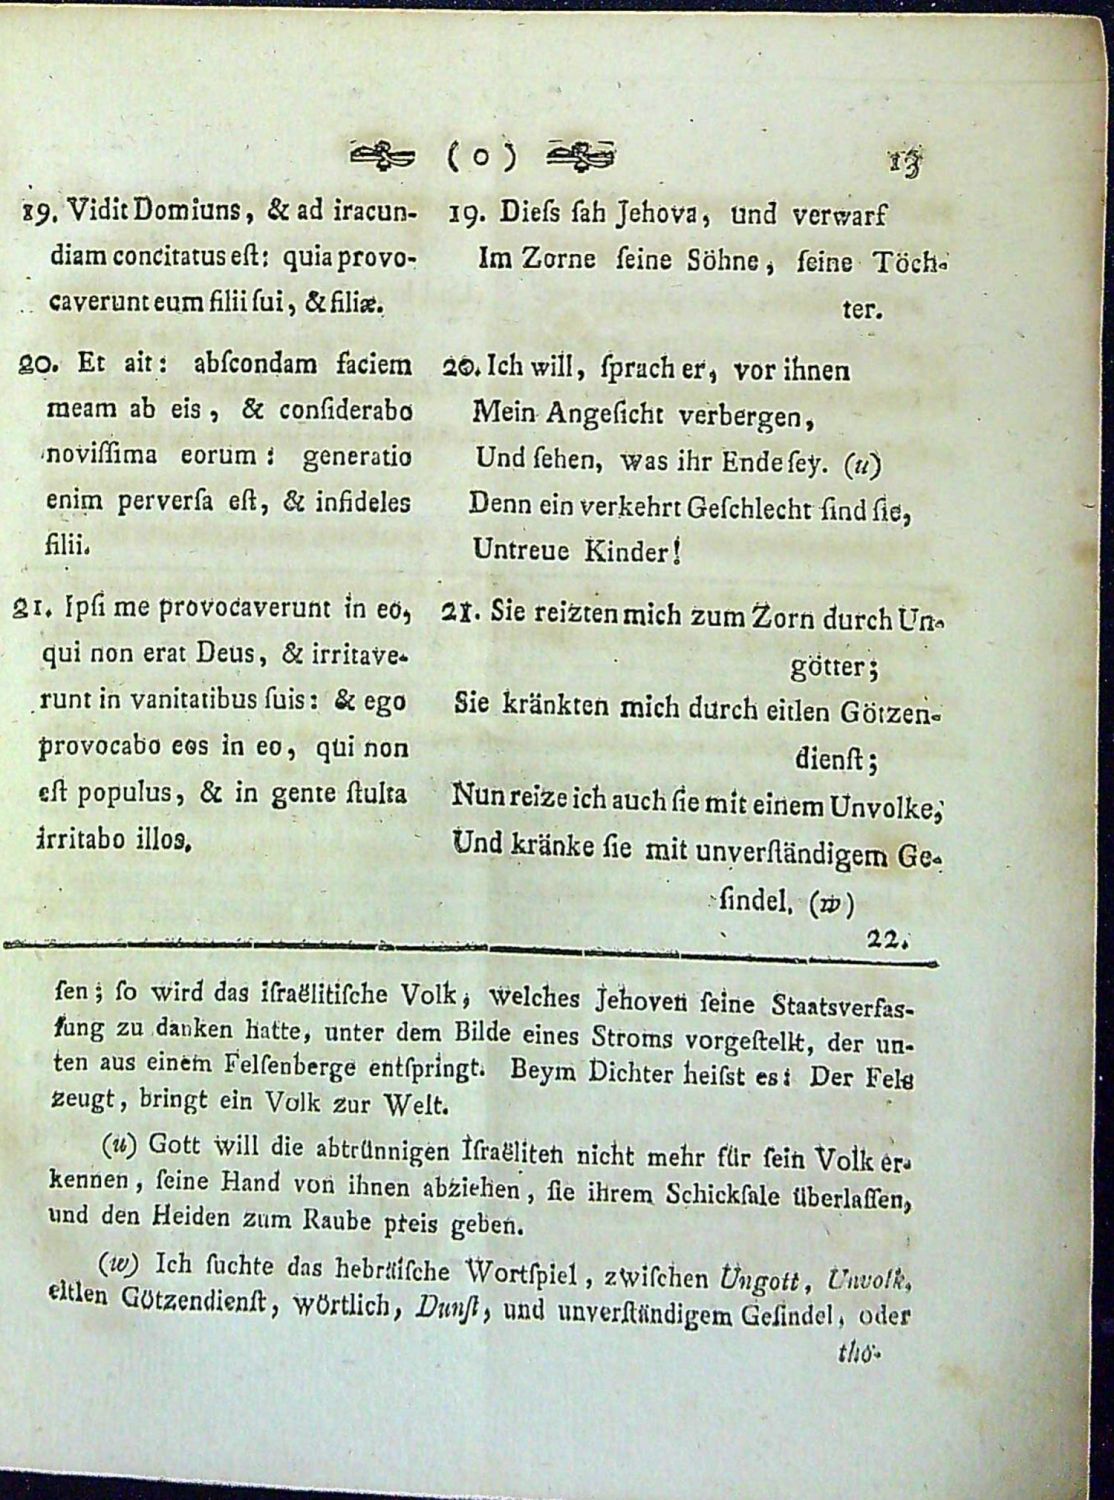 ( o ) 13
19. Vidit Domiuns, & ad iracun-
diam concitatus eſt: quia provo-
caverunt eum filii ſui, & filiæ.
20. Et ait: abſcondam faciem
meam ab eis, & conſiderabo
noviſſima eorum: generatio
enim perverſa eſt, & infideles
filii.
21. Ipſi me provocaverunt in eo,
qui non erat Deus, & irritave-
runt in vanitatibus ſuis: & ego
provocabo eos in eo, qui non
eſt populus, & in gente ſtulta
irritabo illos.
19. Dieſs ſah Jehova, und verwarf
Im Zorne ſeine Söhne, ſeine Töch-
ter.
20. Ich will, ſprach er, vor ihnen
Mein Angeſicht verbergen,
Und ſehen, was ihr Ende ſey. (u)
Denn ein verkehrt Geſchlecht ſind ſie,
Untreue Kinder!
21. Sie reizten mich zum Zorn durch Un-
götter;
Sie kränkten mich durch eitlen Götzen-
dienſt;
Nun reize ich auch ſie mit einem Unvolke,
Und kränke ſie mit unverſtändigem Ge-
ſindel. (w)
22.
ſen; ſo wird das iſraëlitiſche Volk, welches Jehoven ſeine Staatsverfas-
ſung zu danken hatte, unter dem Bilde eines Stroms vorgeſtellt, der un-
ten aus einem Felſenberge entſpringt. Beym Dichter heiſst es: Der Fels
zeugt, bringt ein Volk zur Welt.
(u) Gott will die abtrünnigen Iſraëliten nicht mehr für ſein Volk er-
kennen, ſeine Hand von ihnen abziehen, ſie ihrem Schickſale überlaſſen,
und den Heiden zum Raube preis geben.
(w) Ich ſuchte das hebräiſche Wortſpiel, zwiſchen Ungott, Unvolk,
eitlen Götzendienſt, wörtlich, Dunſt, und unverſtändigem Geſindel, oder
thö-